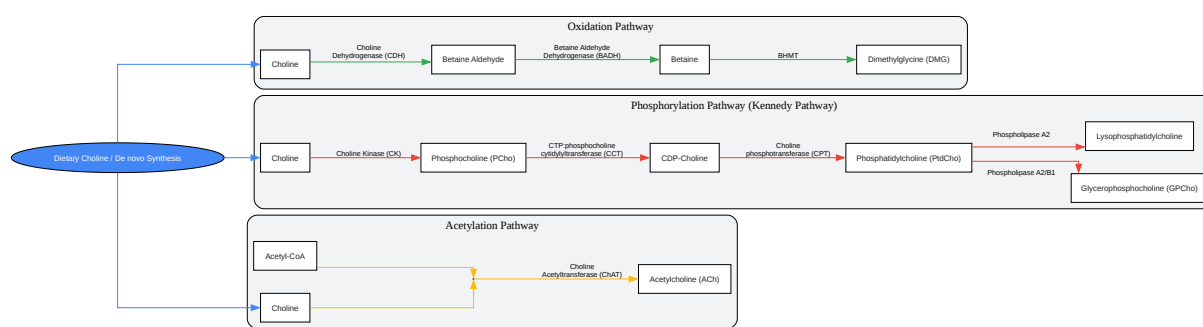 Oxidation Pathway
Choline
Choline
Dehydrogenase (CDH)
Betaine Aldehyde
Betaine Aldehyde
Dehydrogenase (BADH)
Betaine
BHMT
Dimethylglycine (DMG)
Phosphorylation Pathway (Kennedy Pathway)
Dietary Choline / De novo Synthesis
Choline
Choline Kinase (CK)
Phosphocholine (PCho)
CTP:phosphocholine
cytidylyltransferase (CCT)
CDP-Choline
Choline
phosphotransferase (CPT)
Phosphatidylcholine (PtdCho)
Phospholipase A2
Lysophosphatidylcholine
Phospholipase A2/B1
Glycerophosphocholine (GPCho)
Acetylation Pathway
Acetyl-CoA
Choline
Choline
Acetyltransferase (ChAT)
Acetylcholine (ACh)